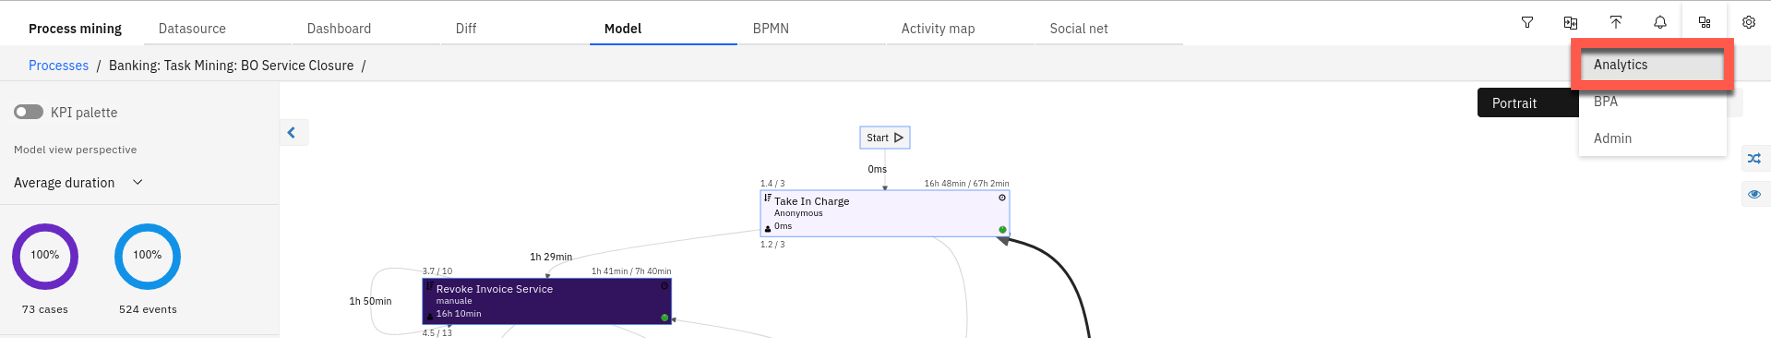 Process mining
Datasource
Dashboard
Diff
Model
BPMN
Activity map
Social net
Processes / Banking: Task Mining: BO Service Closure /
Analytics
BPA
Admin
Portrait
KPI palette
Model view perspective
Average duration
100%
100%
73 cases
524 events
Start
0ms
1.4 / 3
16h 48min / 67h 2min
Take In Charge
Anonymous
0ms
1.2 / 3
1h 29min
3.7 / 10
1h 41min / 7h 40min
Revoke Invoice Service
manuale
16h 10min
1h 50min
4.5 / 13